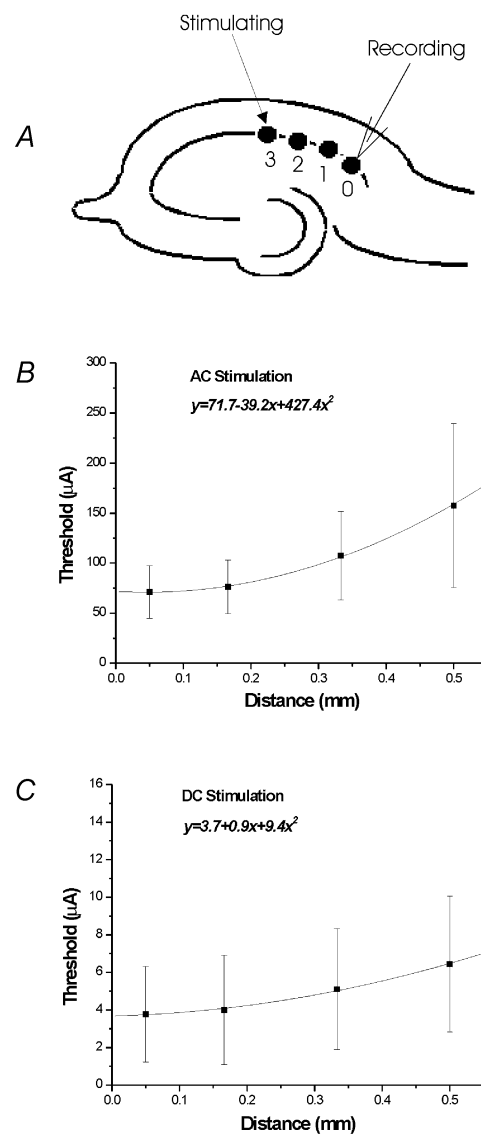 Stimulating
Recording
A
3 2 1 0
B
AC Stimulation
y=71.7-39.2x+427.4x²
Threshold (µA)
300
250
200
150
100
50
0
0.0 0.1 0.2 0.3 0.4 0.5
Distance (mm)
C
DC Stimulation
y=3.7+0.9x+9.4x²
Threshold (µA)
16
14
12
10
8
6
4
2
0
0.0 0.1 0.2 0.3 0.4 0.5
Distance (mm)